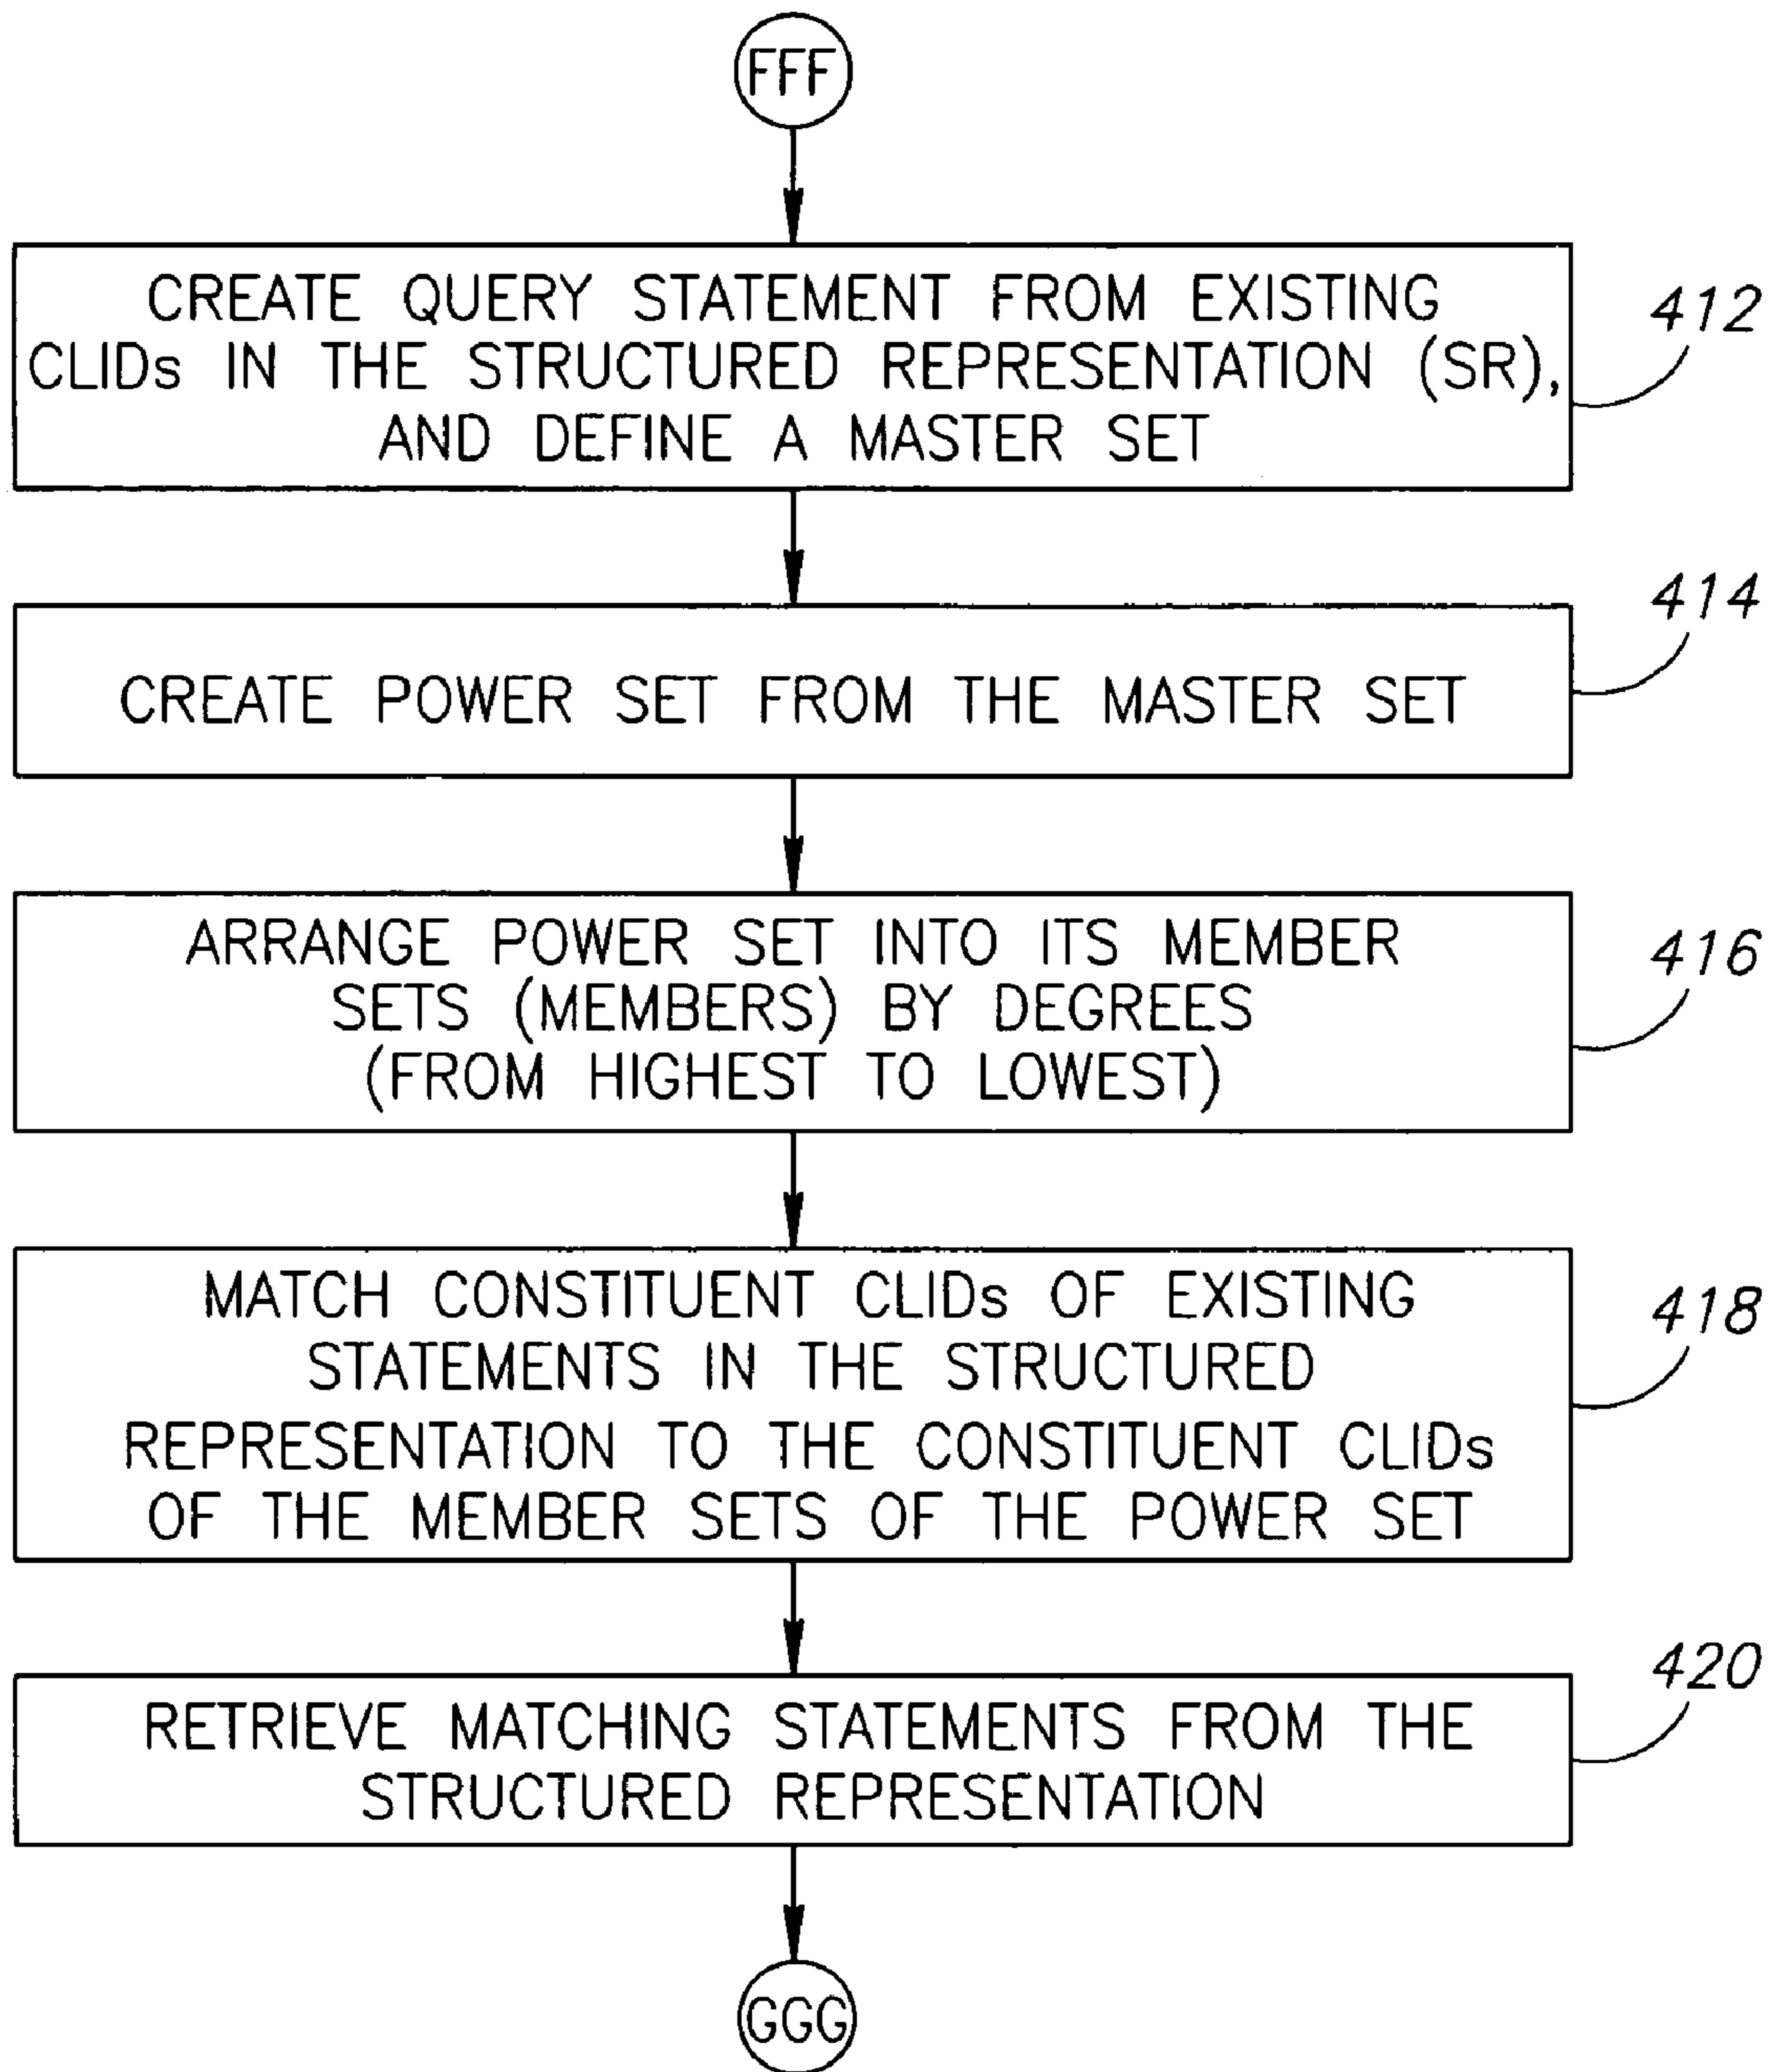 FFF
CREATE QUERY STATEMENT FROM EXISTING
CLIDs IN THE STRUCTURED REPRESENTATION (SR),
AND DEFINE A MASTER SET
412
CREATE POWER SET FROM THE MASTER SET
414
ARRANGE POWER SET INTO ITS MEMBER
SETS (MEMBERS) BY DEGREES
(FROM HIGHEST TO LOWEST)
416
MATCH CONSTITUENT CLIDs OF EXISTING
STATEMENTS IN THE STRUCTURED
REPRESENTATION TO THE CONSTITUENT CLIDs
OF THE MEMBER SETS OF THE POWER SET
418
RETRIEVE MATCHING STATEMENTS FROM THE
STRUCTURED REPRESENTATION
420
GGG